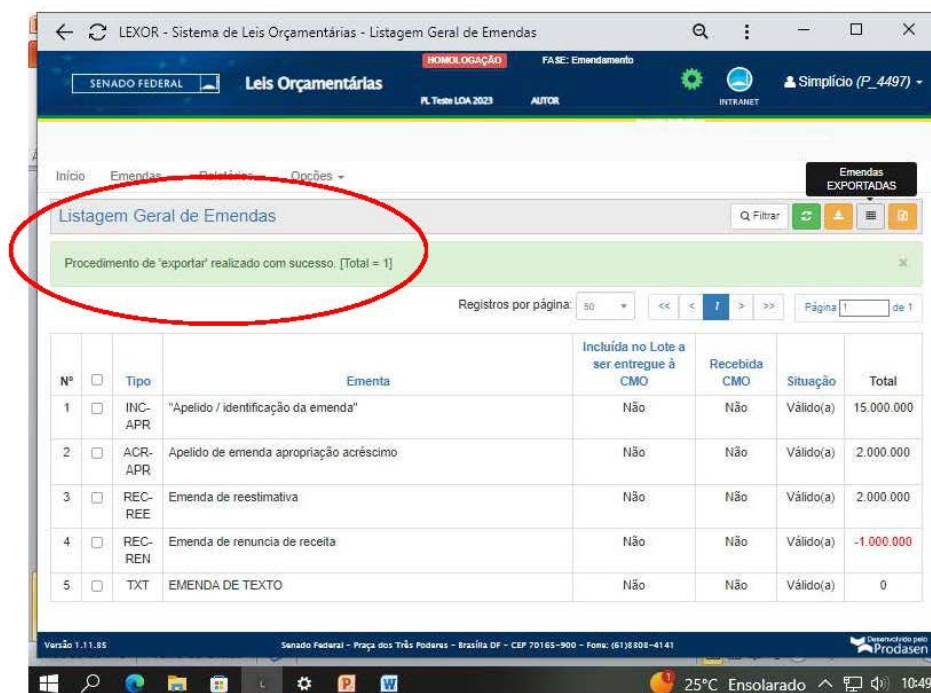 LEXOR - Sistema de Leis Orçamentárias - Listagem Geral de Emendas
HOMOLOGAÇÃO FASE: Emendamento
SENADO FEDERAL Leis Orçamentárias
PL Teste LOA 2023 AUTOR
INTRANET
Simplício (P_4497)
Início Emendas Relatórios Opções
Emendas
EXPORTADAS
Listagem Geral de Emendas
Filtrar
Procedimento de 'exportar' realizado com sucesso. [Total = 1] ×
Registros por página: 50 << < 1 > >> Página 1 de 1
Nº Tipo Ementa Incluída no Lote a ser entregue à CMO Recebida CMO Situação Total
1 INC-APR "Apelido / identificação da emenda" Não Não Válido(a) 15.000.000
2 ACR-APR Apelido de emenda apropriação acréscimo Não Não Válido(a) 2.000.000
3 REC-REE Emenda de reestimativa Não Não Válido(a) 2.000.000
4 REC-REN Emenda de renuncia de receita Não Não Válido(a) -1.000.000
5 TXT EMENDA DE TEXTO Não Não Válido(a) 0
Versão 1.11.85 Senado Federal - Praça dos Três Poderes - Brasília DF - CEP 70165-900 - Fone: (61)8808-4141 Desenvolvido pelo
Prodasen
25°C Ensolarado 10:49